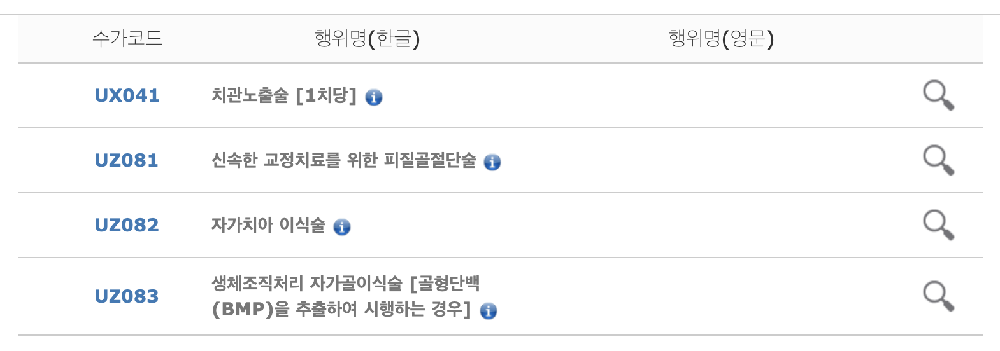 수가코드 행위명(한글) 행위명(영문)
UX041 치관노출술 [1치당]
UZ081 신속한 교정치료를 위한 피질골절단술
UZ082 자가치아 이식술
UZ083 생체조직처리 자가골이식술 [골형단백
(BMP)을 추출하여 시행하는 경우]